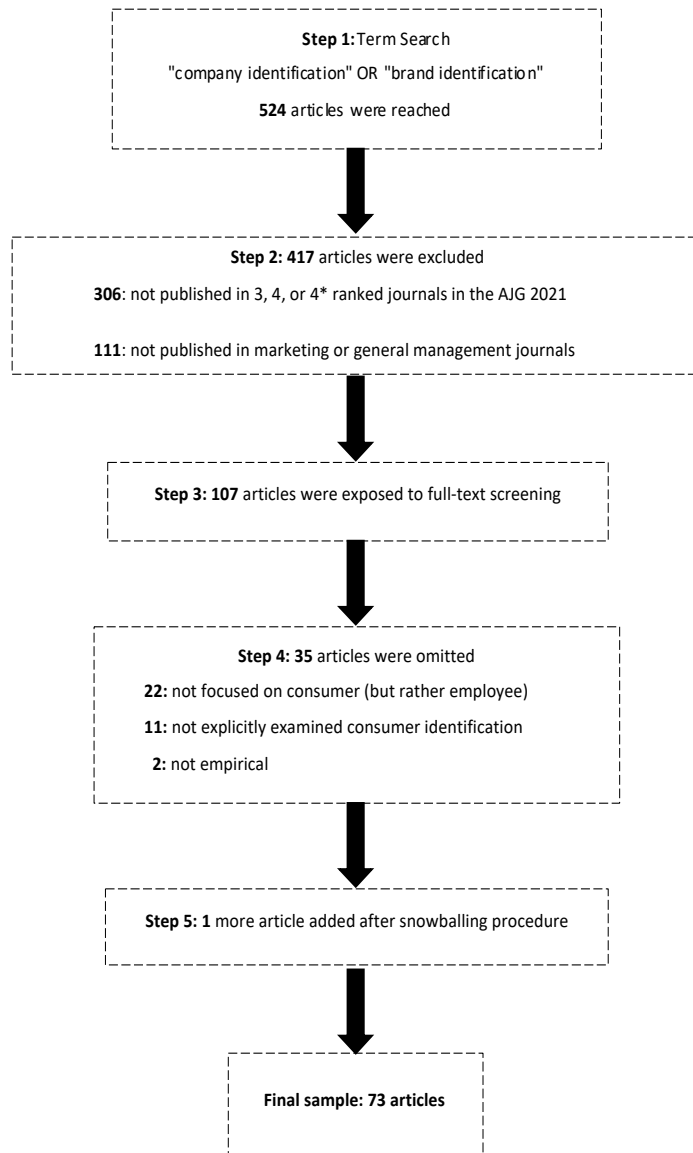 Step 1: Term Search
"company identification" OR "brand identification"
524 articles were reached
Step 2: 417 articles were excluded
306: not published in 3, 4, or 4* ranked journals in the AJG 2021
111: not published in marketing or general management journals
Step 3: 107 articles were exposed to full-text screening
Step 4: 35 articles were omitted
22: not focused on consumer (but rather employee)
11: not explicitly examined consumer identification
2: not empirical
Step 5: 1 more article added after snowballing procedure
Final sample: 73 articles